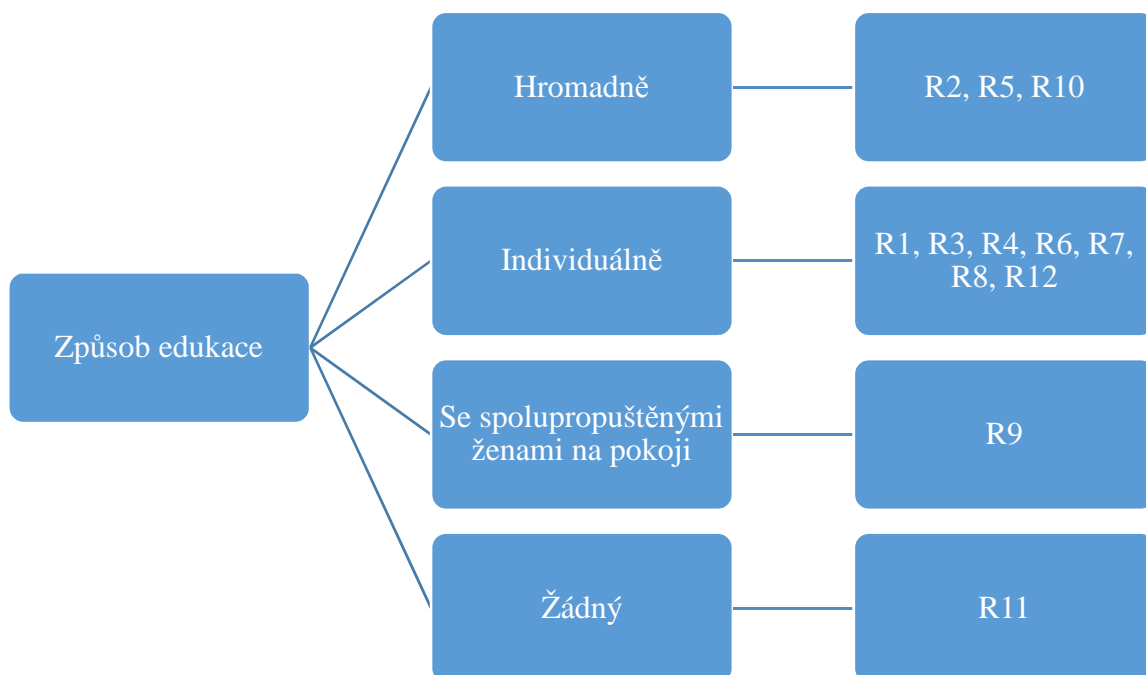 Způsob edukace
Hromadně
R2, R5, R10
Individuálně
R1, R3, R4, R6, R7,
R8, R12
Se spolupropuštěnými
ženami na pokoji
R9
Žádný
R11